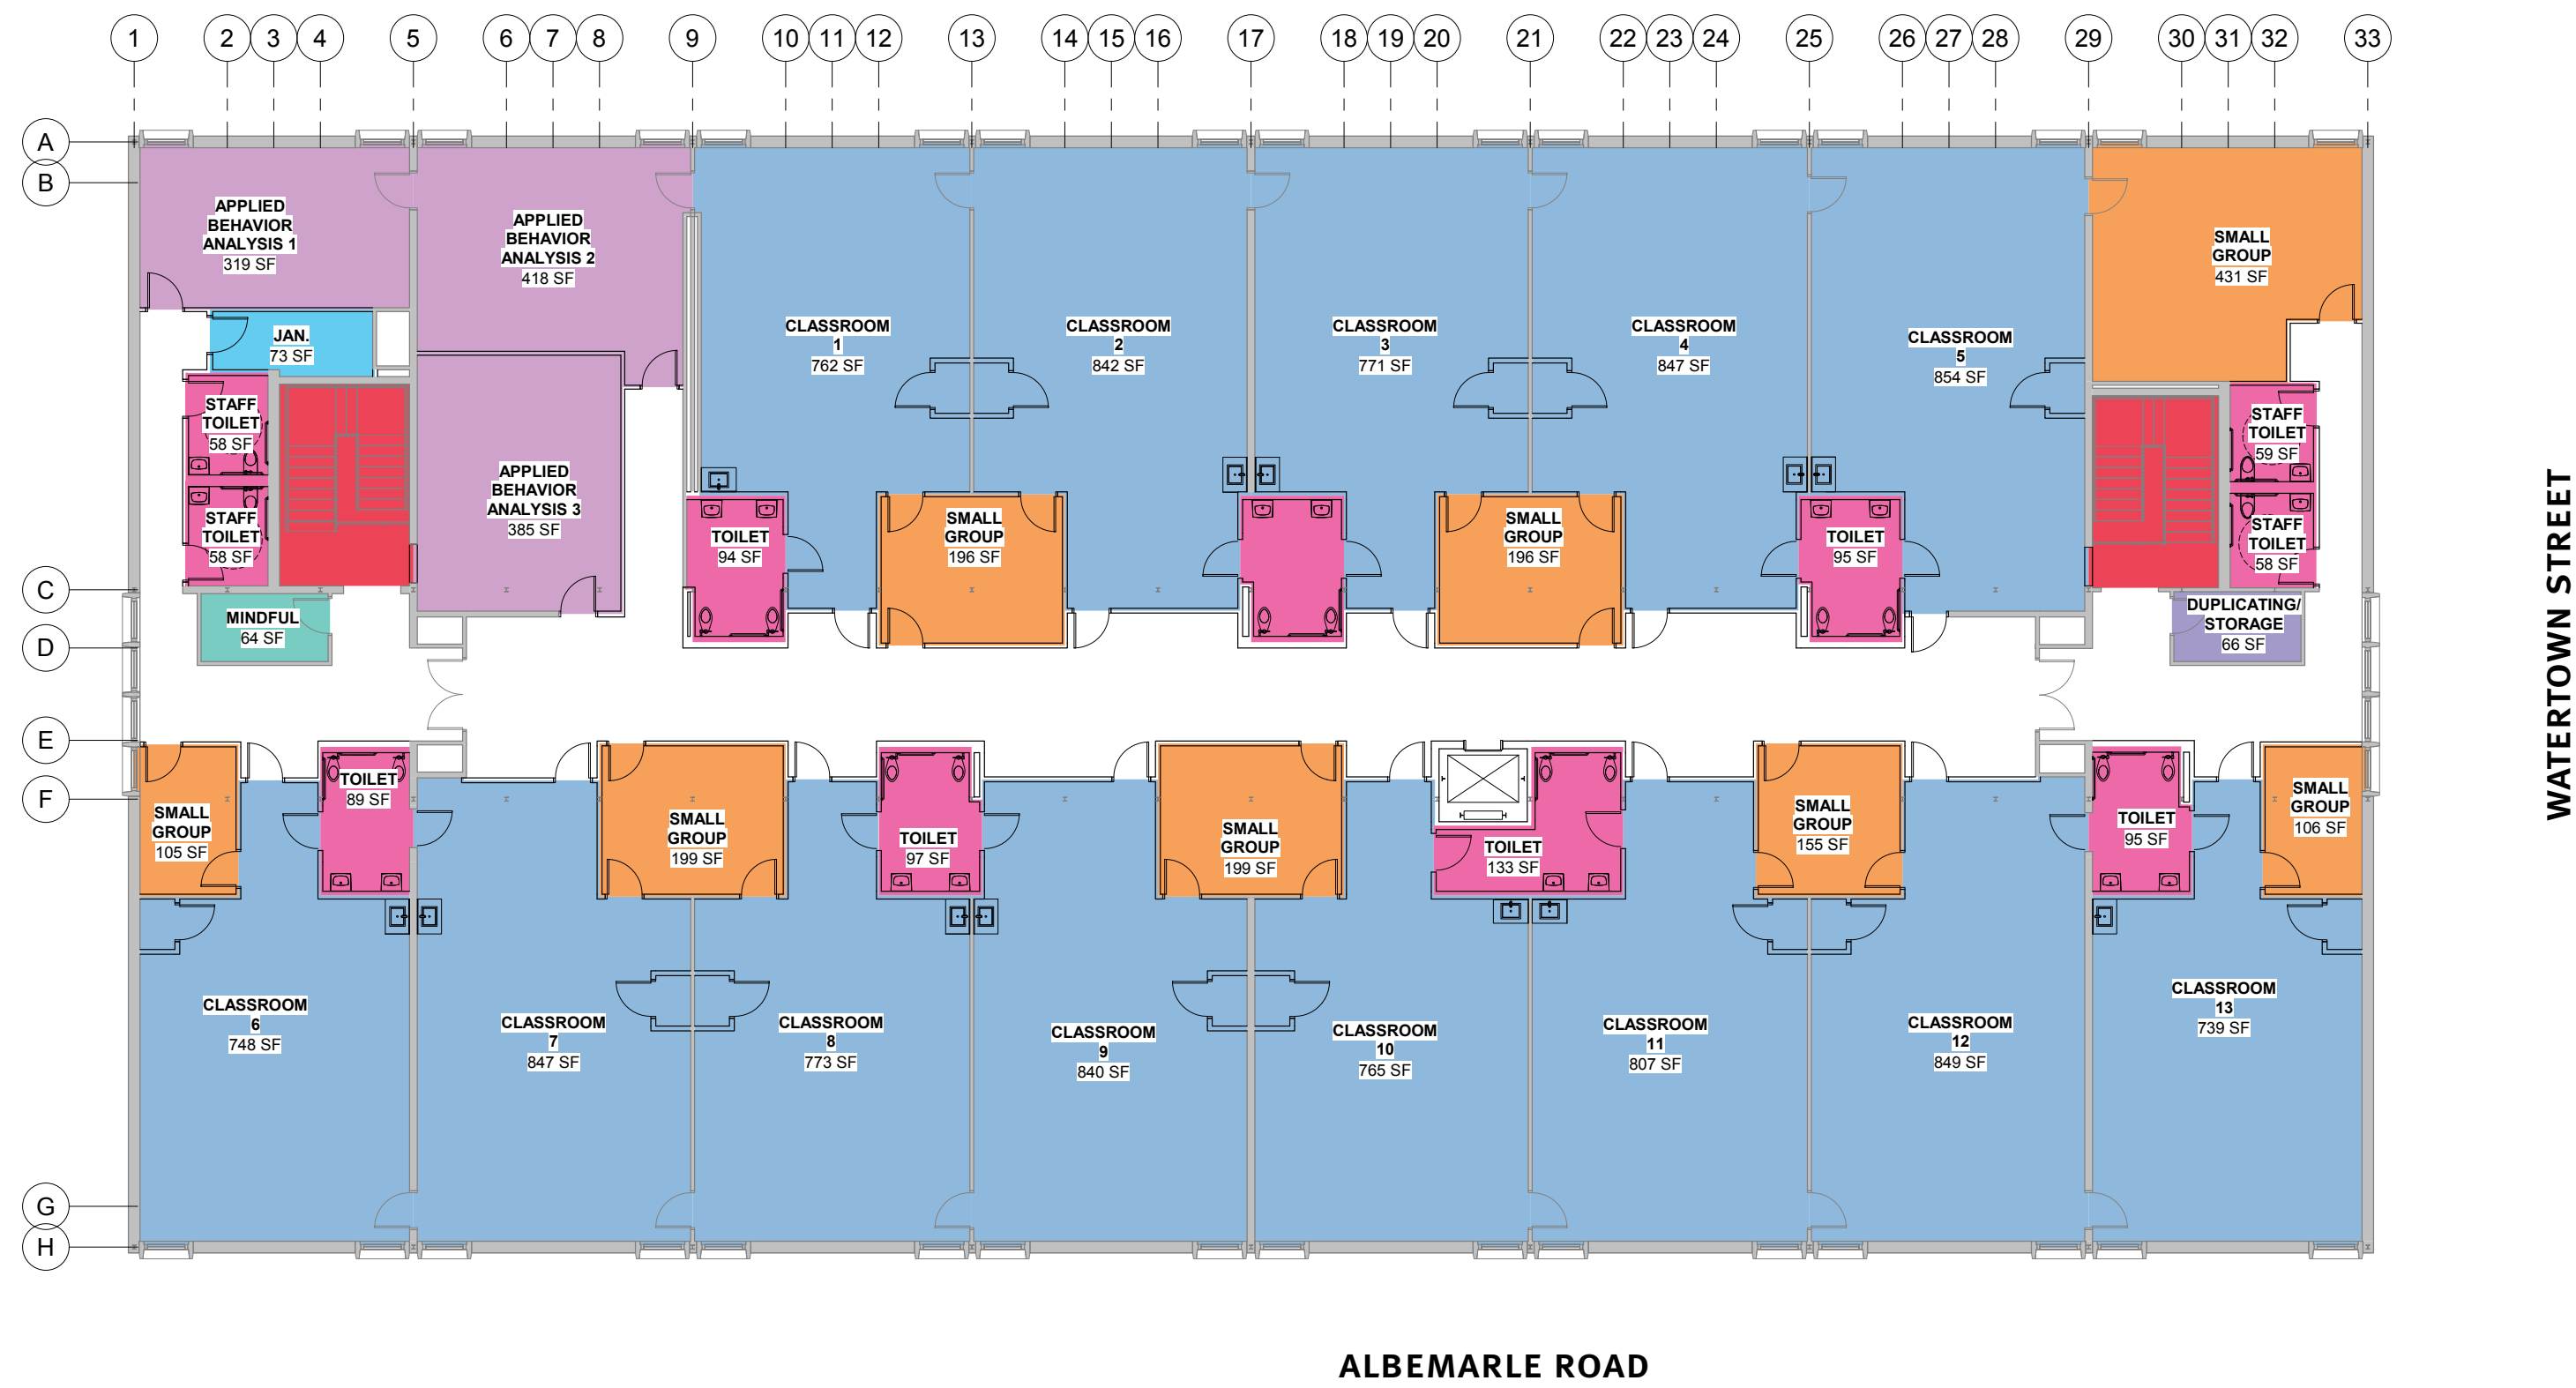 1 2 3 4 5 6 7 8 9 10 11 12 13 14 15 16 17 18 19 20 21 22 23 24 25 26 27 28 29 30 31 32 33
A
B
C
D
E
F
G
H
APPLIED
BEHAVIOR
ANALYSIS 1
319 SF
APPLIED
BEHAVIOR
ANALYSIS 2
418 SF
JAN.
73 SF
STAFF
TOILET
58 SF
STAFF
TOILET
58 SF
MINDFUL
64 SF
APPLIED
BEHAVIOR
ANALYSIS 3
385 SF
CLASSROOM
1
762 SF
CLASSROOM
2
842 SF
CLASSROOM
3
771 SF
CLASSROOM
4
847 SF
CLASSROOM
5
854 SF
SMALL
GROUP
431 SF
TOILET
94 SF
SMALL
GROUP
196 SF
SMALL
GROUP
196 SF
TOILET
95 SF
STAFF
TOILET
59 SF
STAFF
TOILET
58 SF
DUPLICATING/
STORAGE
66 SF
SMALL
GROUP
105 SF
TOILET
89 SF
SMALL
GROUP
199 SF
TOILET
97 SF
SMALL
GROUP
199 SF
TOILET
133 SF
SMALL
GROUP
155 SF
TOILET
95 SF
SMALL
GROUP
106 SF
CLASSROOM
6
748 SF
CLASSROOM
7
847 SF
CLASSROOM
8
773 SF
CLASSROOM
9
840 SF
CLASSROOM
10
765 SF
CLASSROOM
11
807 SF
CLASSROOM
12
849 SF
CLASSROOM
13
739 SF
WATERTOWN STREET
ALBEMARLE ROAD